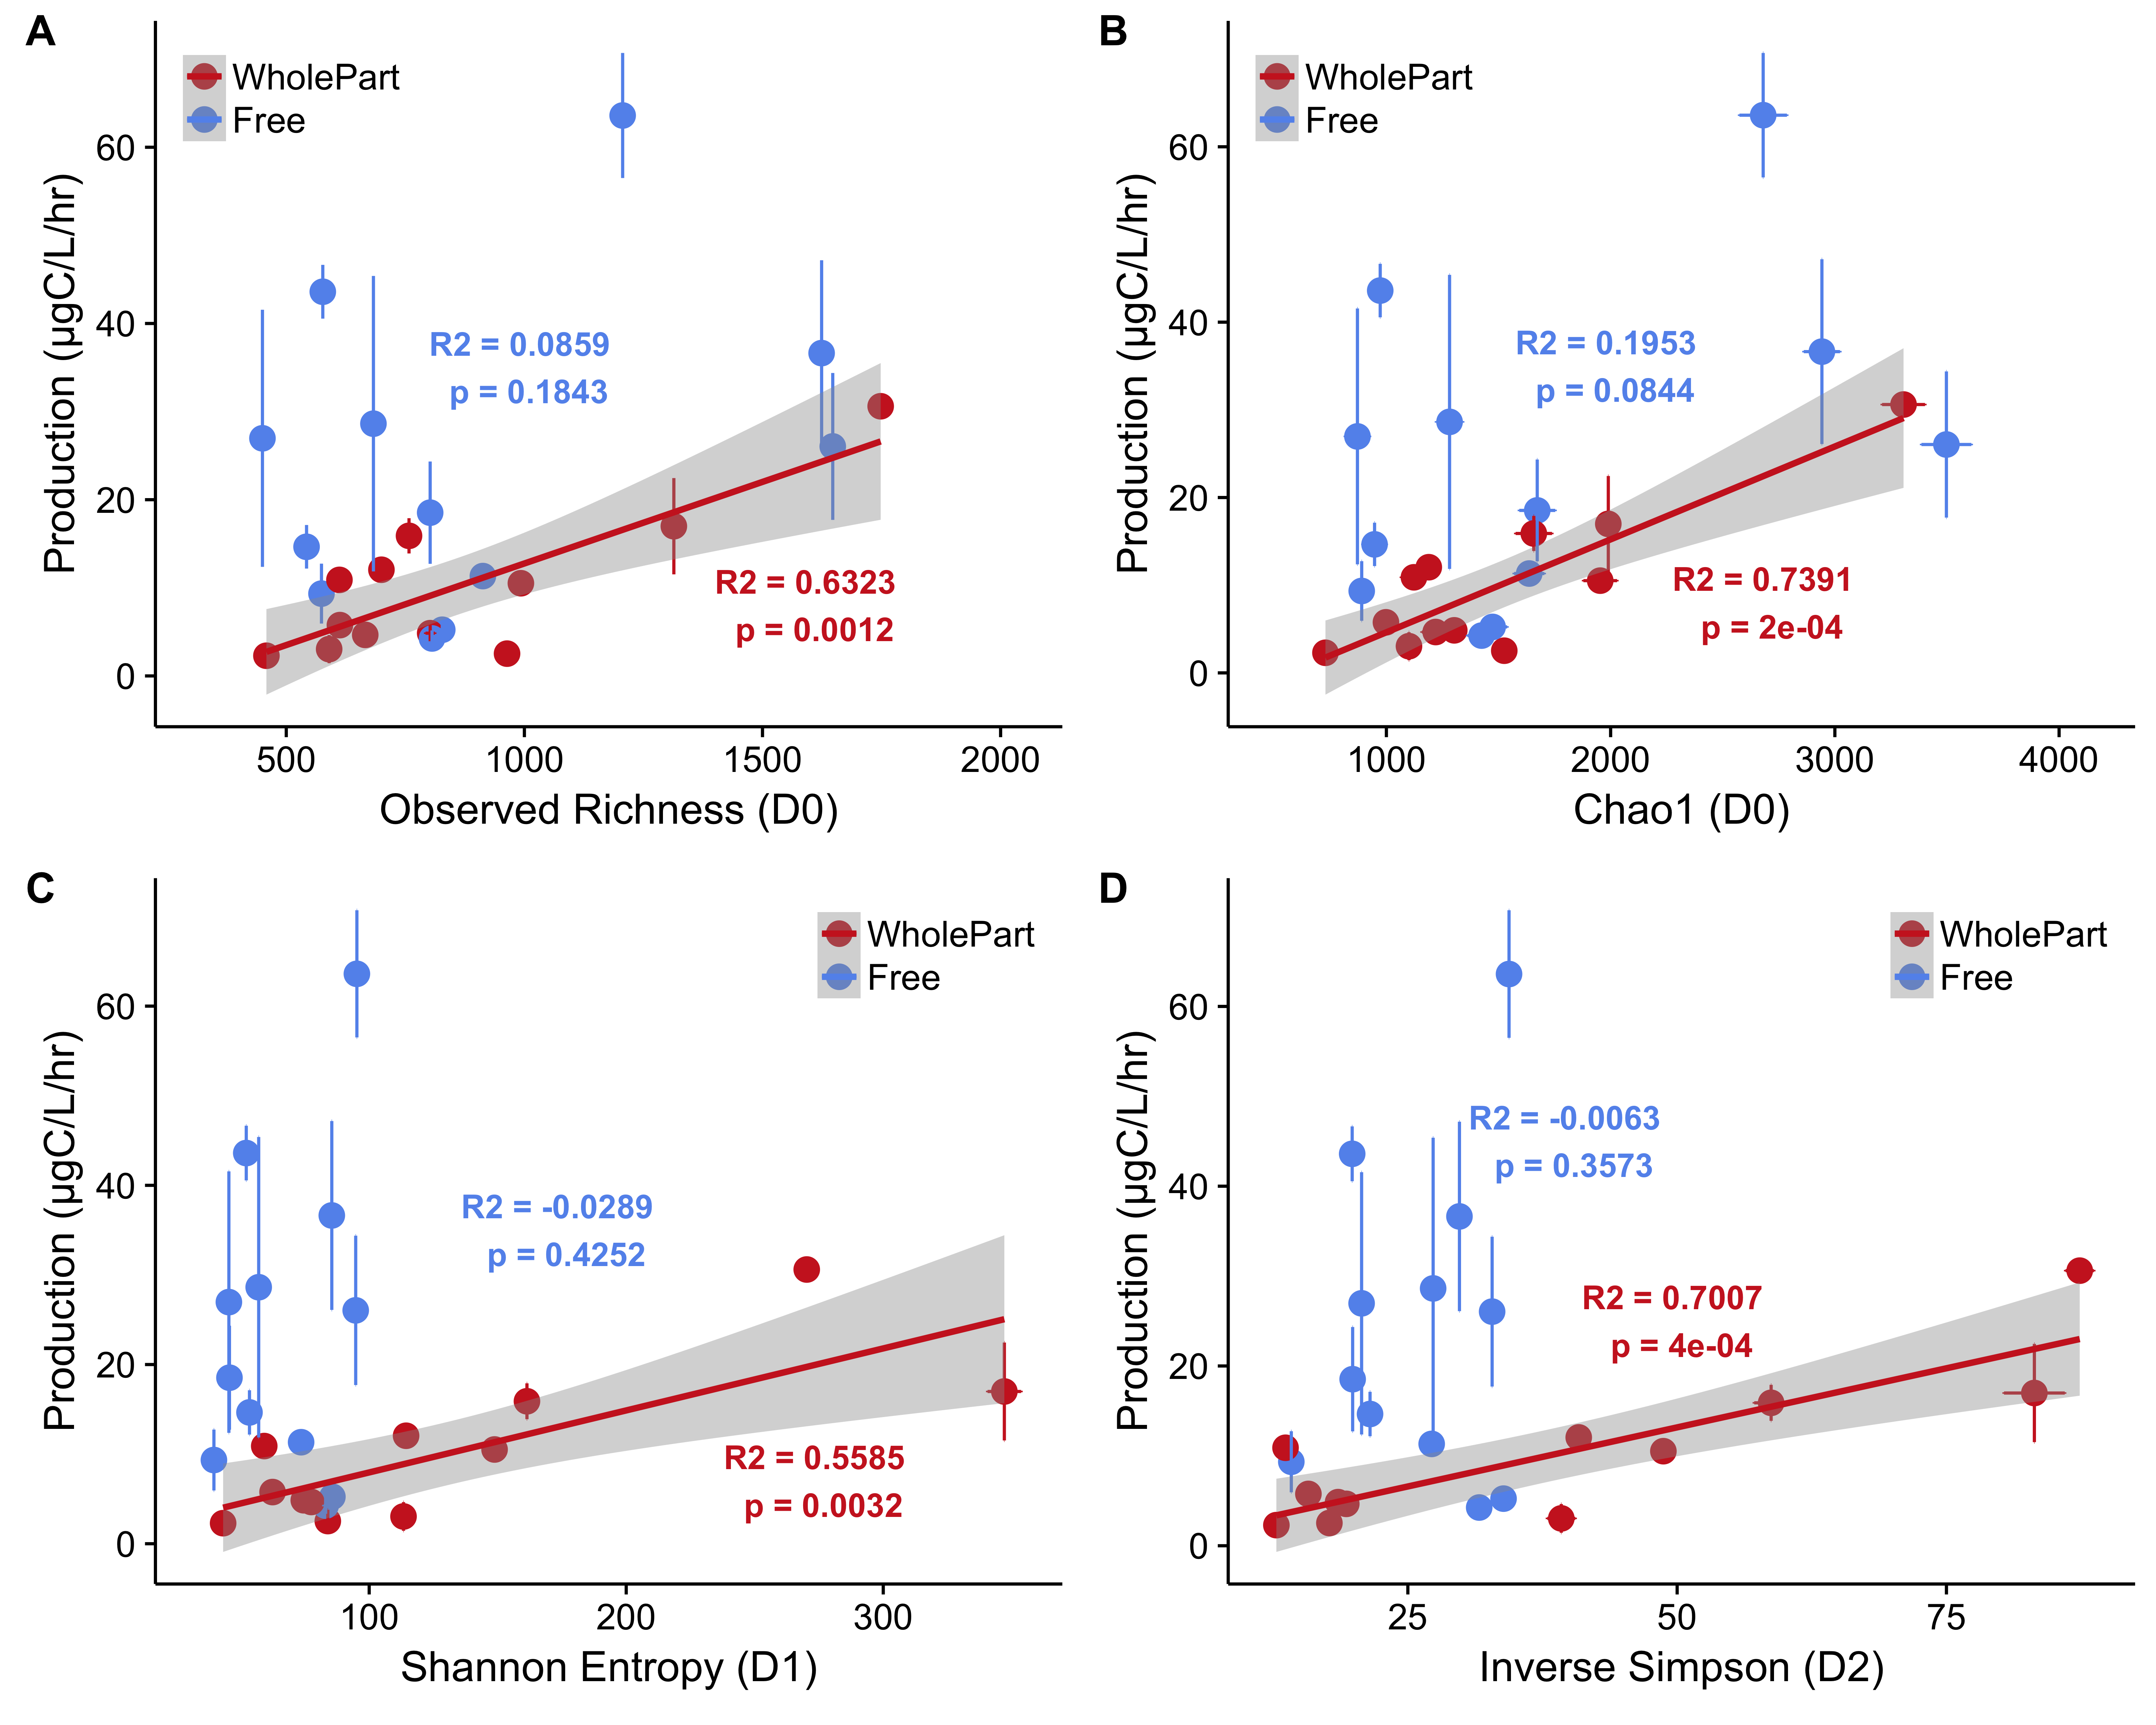 A
WholePart
Free
60
40
20
0
Production (µgC/L/hr)
R2 = 0.0859
p = 0.1843
R2 = 0.6323
p = 0.0012
500 1000 1500 2000
Observed Richness (D0)
B
WholePart
Free
60
40
20
0
Production (µgC/L/hr)
R2 = 0.1953
p = 0.0844
R2 = 0.7391
p = 2e-04
1000 2000 3000 4000
Chao1 (D0)
C
WholePart
Free
60
40
20
0
Production (µgC/L/hr)
R2 = -0.0289
p = 0.4252
R2 = 0.5585
p = 0.0032
100 200 300
Shannon Entropy (D1)
D
WholePart
Free
60
40
20
0
Production (µgC/L/hr)
R2 = -0.0063
p = 0.3573
R2 = 0.7007
p = 4e-04
25 50 75
Inverse Simpson (D2)